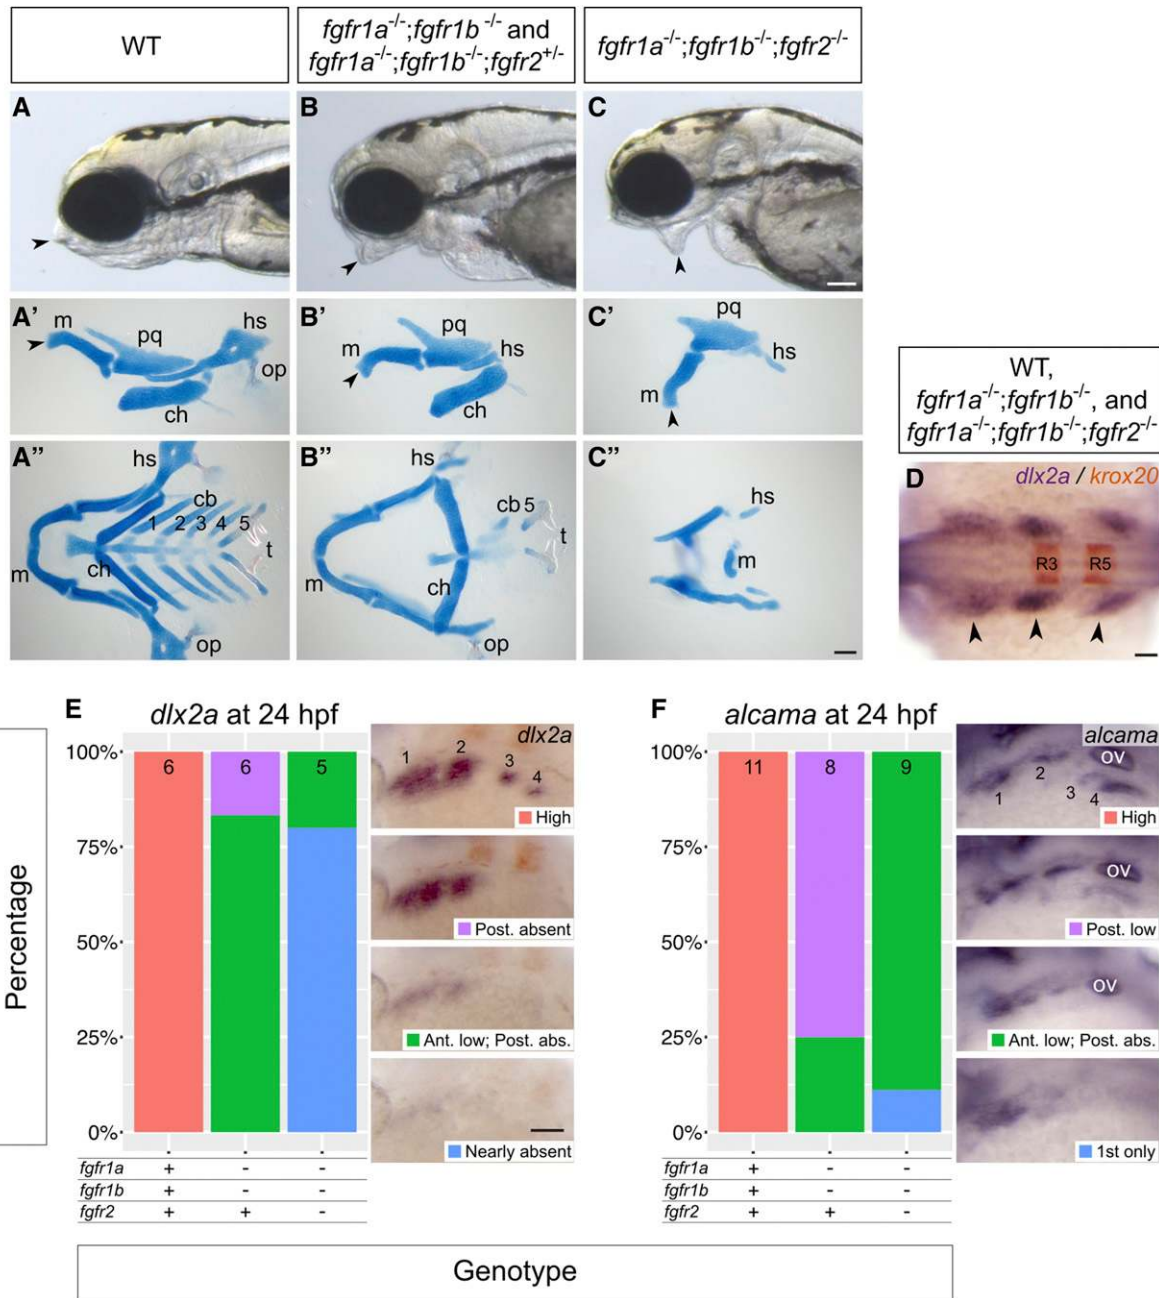 WT
fgfr1a-/-;fgfr1b -/- and
fgfr1a-/-;fgfr1b-/-;fgfr2+/-
fgfr1a-/-;fgfr1b-/-;fgfr2-/-
A
B
C
A'
m
pq
hs
op
ch
B'
m
pq
hs
ch
C'
pq
hs
m
A"
hs
cb
1 2 3 4 5
t
m
ch
op
B"
hs
cb 5
t
m
ch
op
C"
hs
m
WT,
fgfr1a-/-;fgfr1b-/-, and
fgfr1a-/-;fgfr1b-/-;fgfr2-/-
D
dlx2a / krox20
R3 R5
Percentage
E
dlx2a at 24 hpf
100%
75%
50%
25%
0%
6 6 5
dlx2a
1 2 3 4
High
Post. absent
Ant. low; Post. abs.
Nearly absent
fgfr1a + - -
fgfr1b + - -
fgfr2 + + -
F
alcama at 24 hpf
100%
75%
50%
25%
0%
11 8 9
alcama
ov
1 2 3 4
High
ov
Post. low
ov
Ant. low; Post. abs.
1st only
fgfr1a + - -
fgfr1b + - -
fgfr2 + + -
Genotype